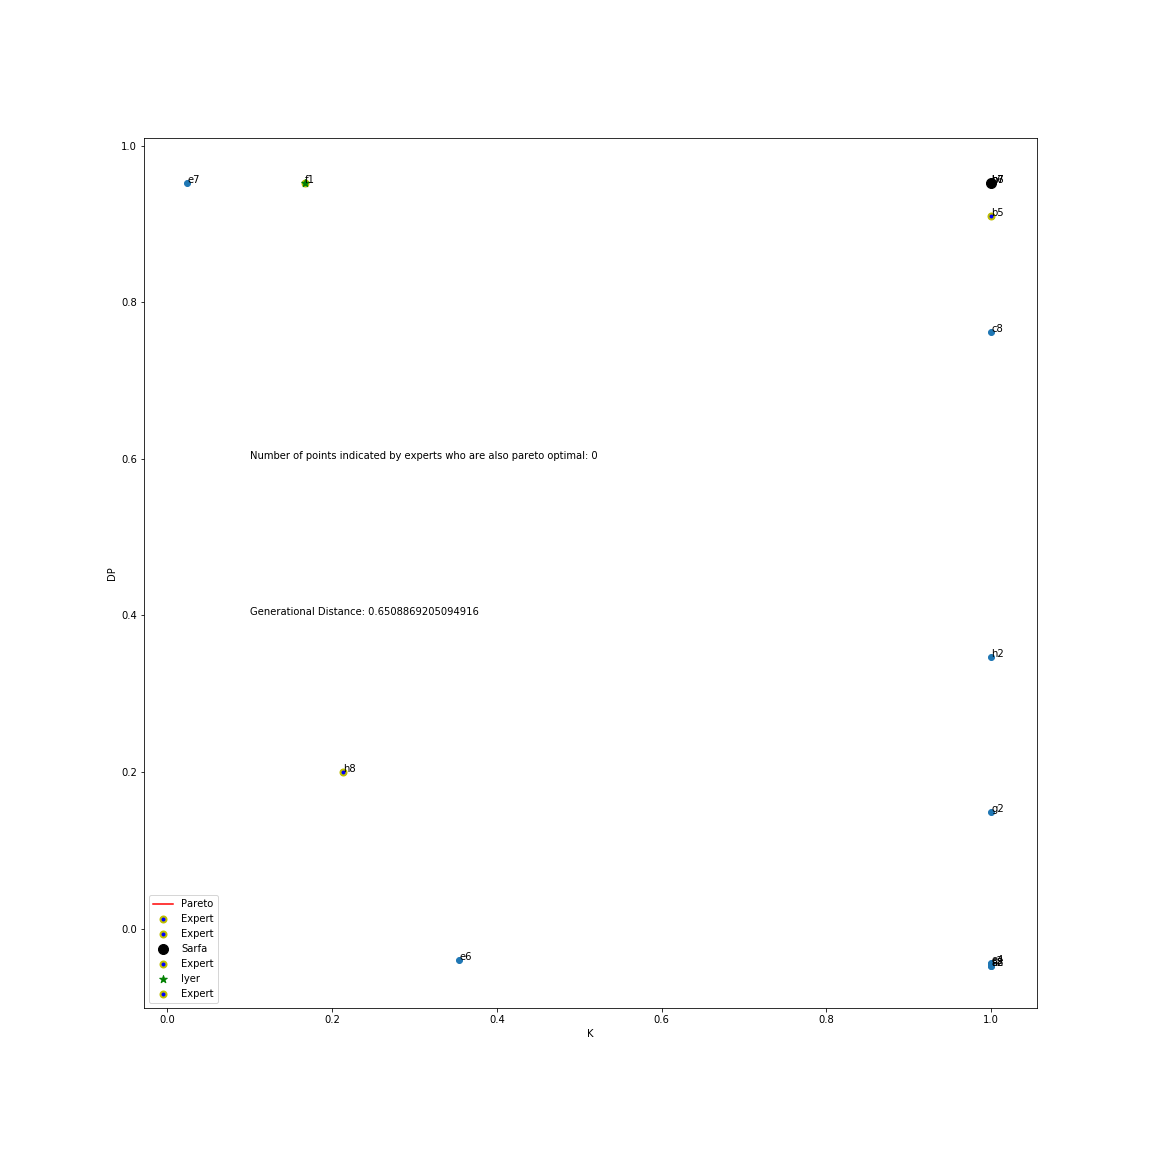 1.0
e7
f1
b5
0.8
c8
0.6
Number of points indicated by experts who are also pareto optimal: 0
DP
0.4
Generational Distance: 0.6508869205094916
h2
0.2
h8
g2
0.0
e6
Pareto
Expert
Expert
Sarfa
Expert
Iyer
Expert
0.0
0.2
0.4
0.6
0.8
1.0
K